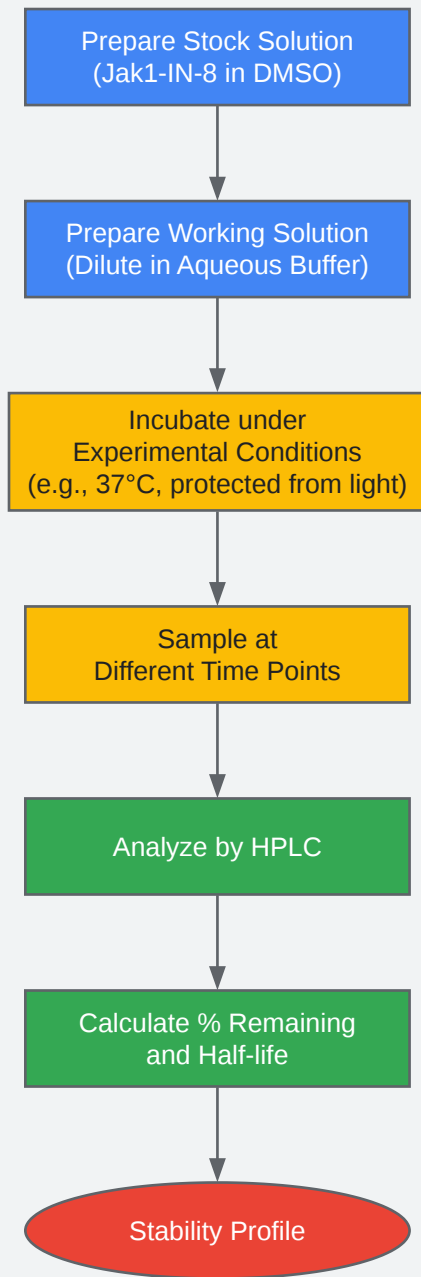 Prepare Stock Solution
(Jak1-IN-8 in DMSO)
Prepare Working Solution
(Dilute in Aqueous Buffer)
Incubate under
Experimental Conditions
(e.g., 37°C, protected from light)
Sample at
Different Time Points
Analyze by HPLC
Calculate % Remaining
and Half-life
Stability Profile